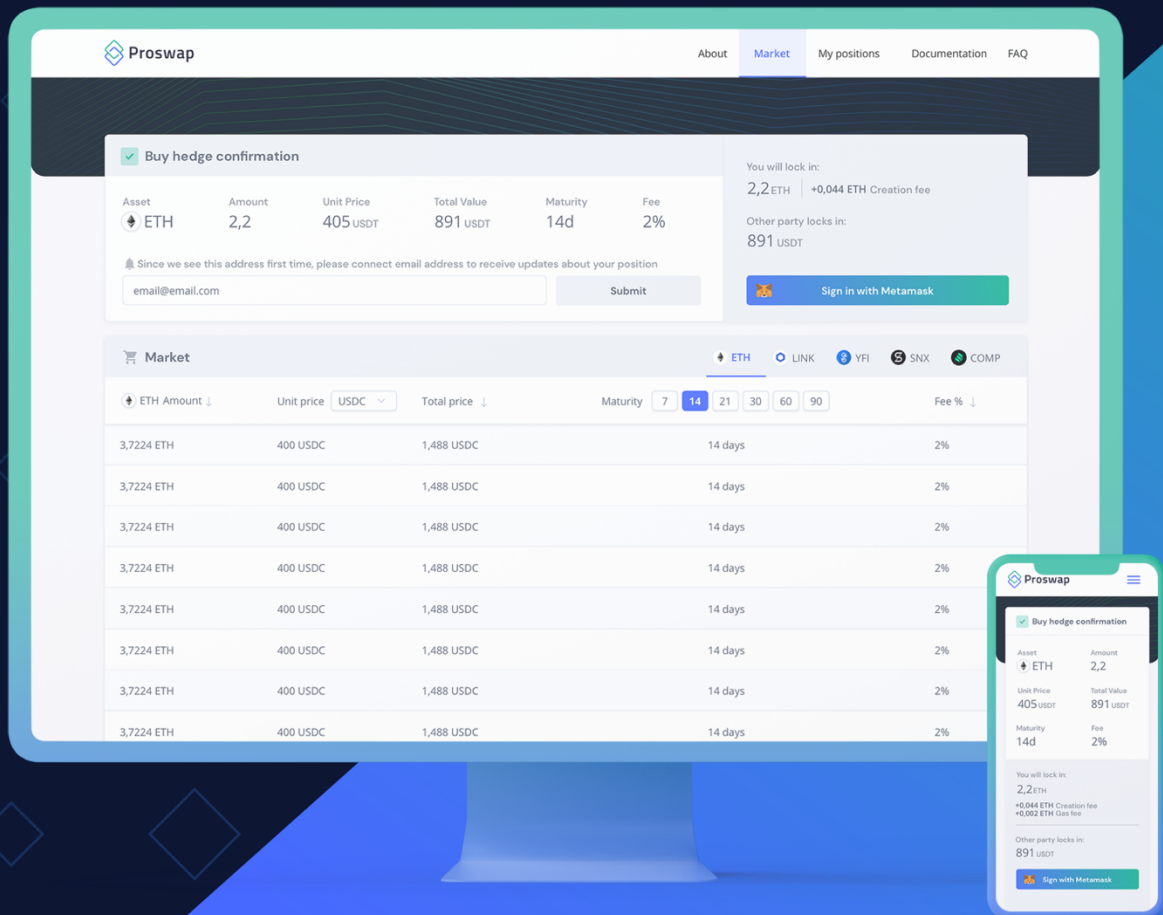 Proswap
About Market My positions Documentation FAQ
Buy hedge confirmation
Asset Amount Unit Price Total Value Maturity Fee
ETH 2,2 405 USDT 891 USDT 14d 2%
Since we see this address first time, please connect email address to receive updates about your position
email@email.com Submit
You will lock in:
2,2 ETH +0,044 ETH Creation fee
Other party locks in:
891 USDT
Sign in with Metamask
Market ETH LINK YFI SNX COMP
ETH Amount ↓ Unit price USDC Total price ↓ Maturity 7 14 21 30 60 90 Fee % ↓
3,7224 ETH 400 USDC 1,488 USDC 14 days 2%
3,7224 ETH 400 USDC 1,488 USDC 14 days 2%
3,7224 ETH 400 USDC 1,488 USDC 14 days 2%
3,7224 ETH 400 USDC 1,488 USDC 14 days 2%
3,7224 ETH 400 USDC 1,488 USDC 14 days 2%
3,7224 ETH 400 USDC 1,488 USDC 14 days 2%
3,7224 ETH 400 USDC 1,488 USDC 14 days 2%
3,7224 ETH 400 USDC 1,488 USDC 14 days 2%
Proswap
Buy hedge confirmation
Asset Amount
ETH 2,2
Unit Price Total Value
405 USDT 891 USDT
Maturity Fee
14d 2%
You will lock in:
2,2 ETH
+0,044 ETH Creation fee
+0,002 ETH Gas fee
Other party locks in:
891 USDT
Sign with Metamask